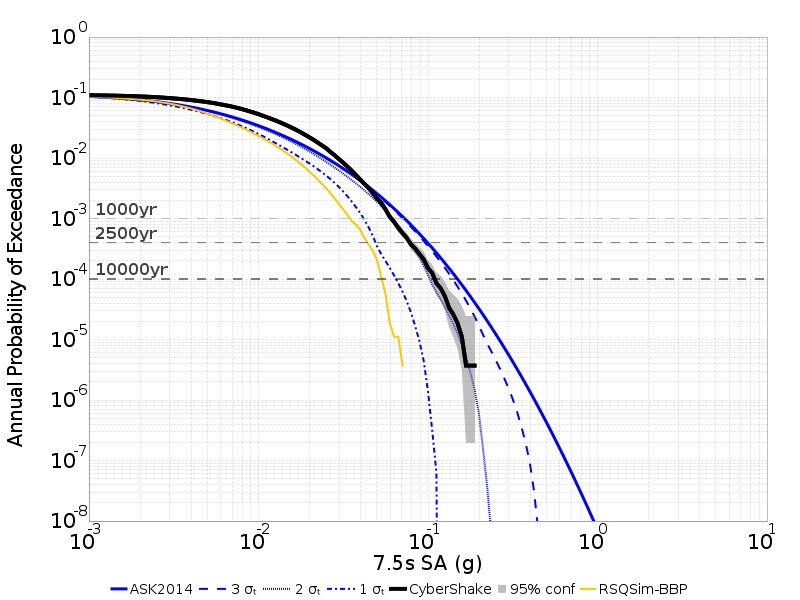 10^0
10^-1
10^-2
10^-3
10^-4
10^-5
10^-6
10^-7
10^-8
Annual Probability of Exceedance
1000yr
2500yr
10000yr
10^-3 10^-2 10^-1 10^0 10^1
7.5s SA (g)
ASK2014 3 σₜ 2 σₜ 1 σₜ CyberShake 95% conf RSQSim-BBP